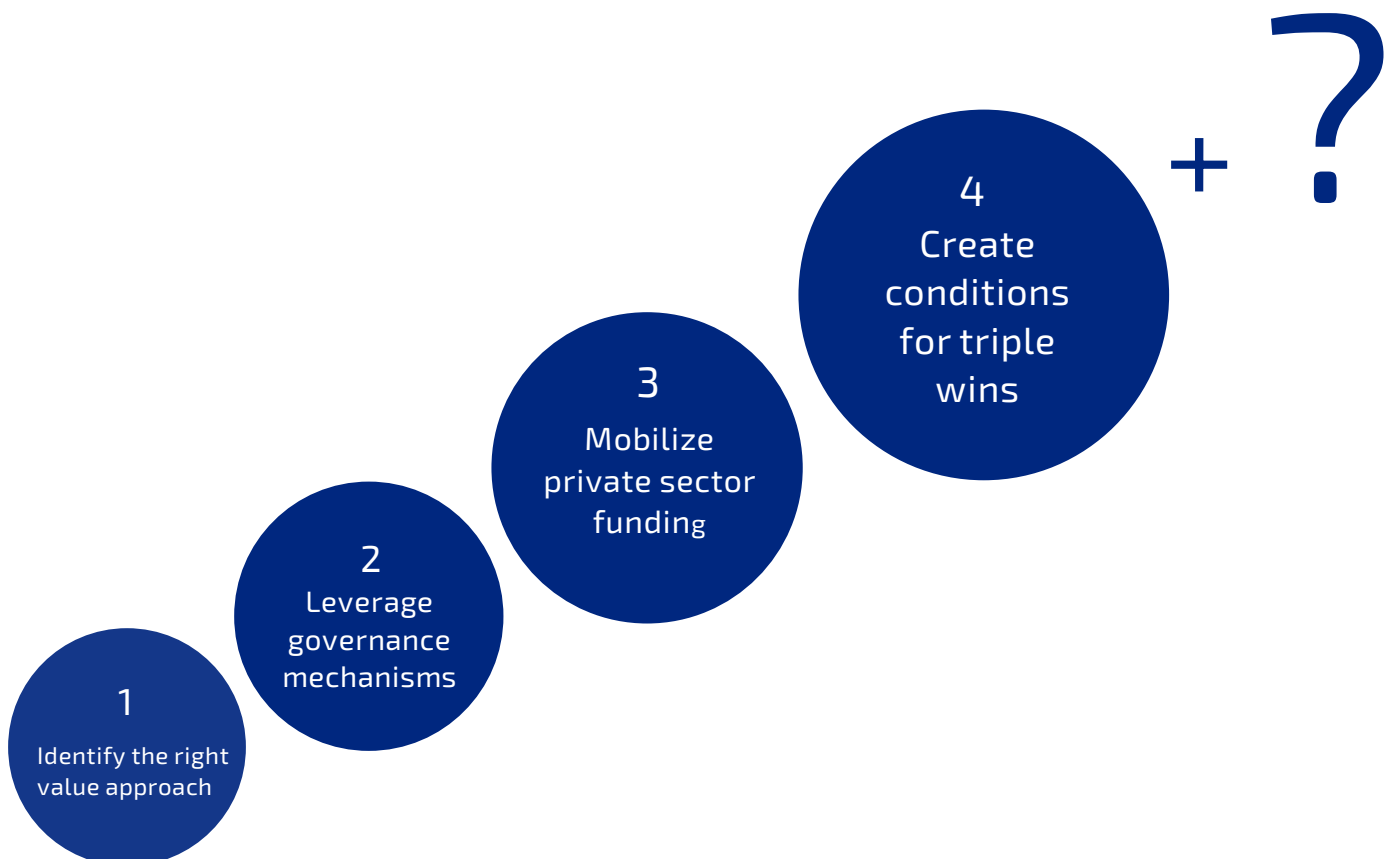 1
Identify the right
value approach
2
Leverage
governance
mechanisms
3
Mobilize
private sector
funding
4
Create
conditions
for triple
wins
+ ?